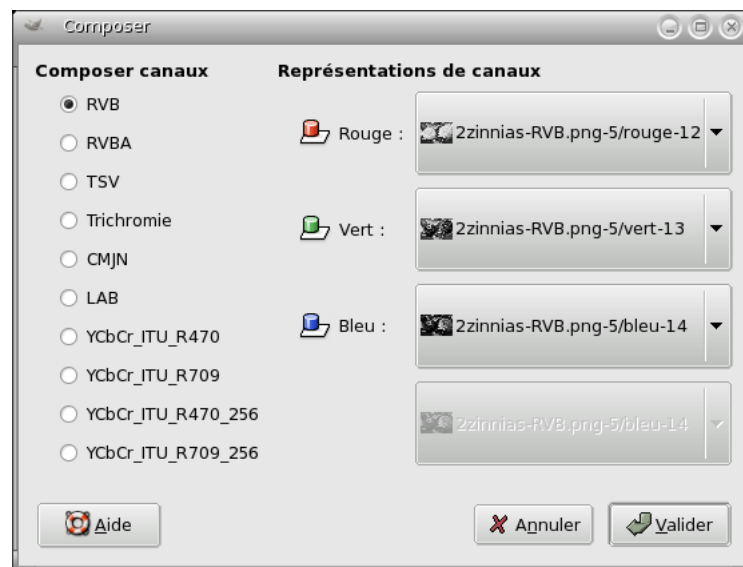 Composer
Composer canaux
RVB
RVBA
TSV
Trichromie
CMJN
LAB
YCbCr_ITU_R470
YCbCr_ITU_R709
YCbCr_ITU_R470_256
YCbCr_ITU_R709_256
Représentations de canaux
Rouge : 2zinnias-RVB.png-5/rouge-12
Vert : 2zinnias-RVB.png-5/vert-13
Bleu : 2zinnias-RVB.png-5/bleu-14
2zinnias-RVB.png-5/bleu-14
Aide
Annuler
Valider